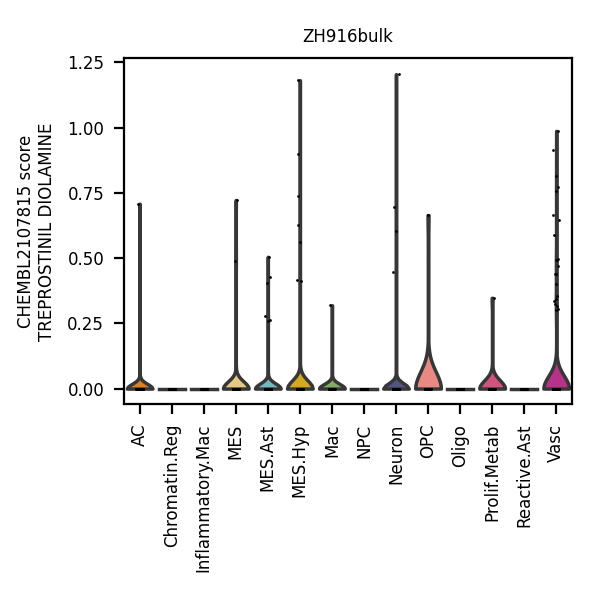 ZH916bulk
CHEMBL2107815 score
TREPROSTINIL DIOLAMINE
1.25
1.00
0.75
0.50
0.25
0.00
AC
Chromatin.Reg
Inflammatory.Mac
MES
MES.Ast
MES.Hyp
Mac
NPC
Neuron
OPC
Oligo
Prolif.Metab
Reactive.Ast
Vasc